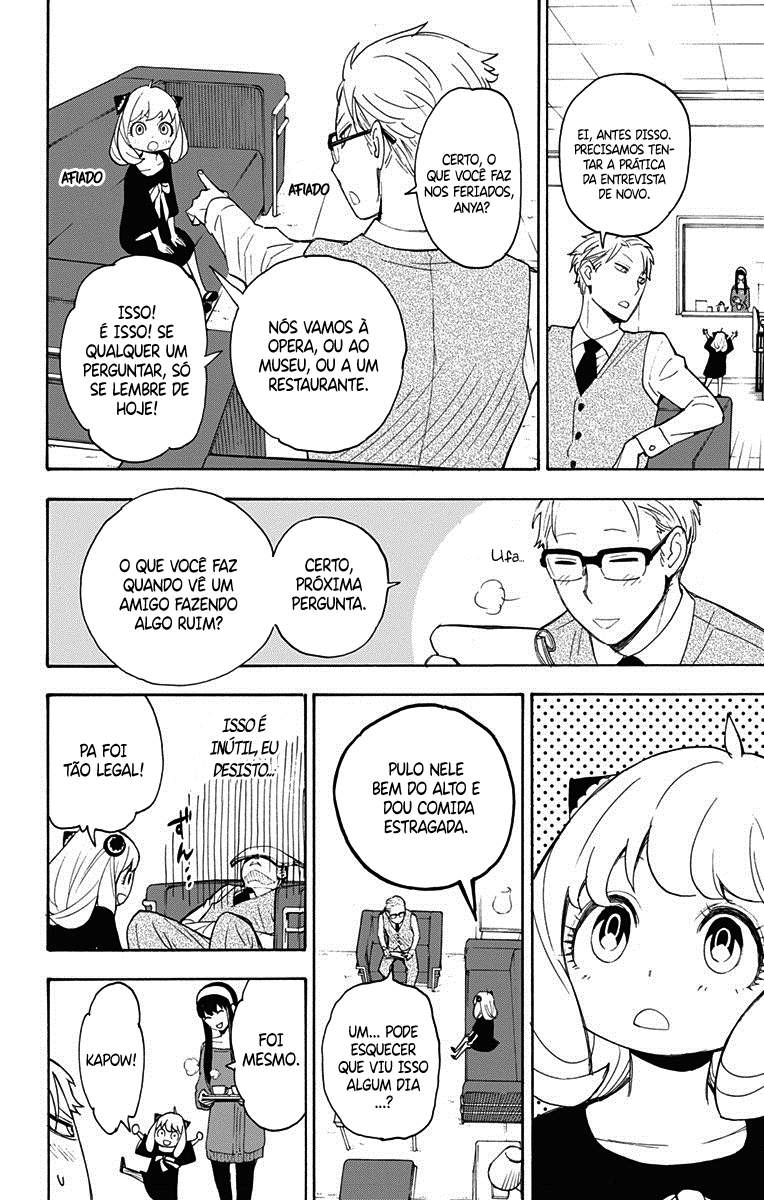 EI, ANTES DISSO.
PRECISAMOS TEN-
TAR A PRÁTICA
DA ENTREVISTA
DE NOVO.
CERTO, O
QUE VOCÊ FAZ
NOS FERIADOS,
ANYA?
AFIADO
AFIADO
NÓS VAMOS À
OPERA, OU AO
MUSEU, OU A UM
RESTAURANTE.
ISSO!
É ISSO! SE
QUALQUER UM
PERGUNTAR, SÓ
SE LEMBRE DE
HOJE!
Ufa..
CERTO,
PRÓXIMA
PERGUNTA.
O QUE VOCÊ FAZ
QUANDO VÊ UM
AMIGO FAZENDO
ALGO RUIM?
PULO NELE
BEM DO ALTO E
DOU COMIDA
ESTRAGADA.
UM... PODE
ESQUECER
QUE VIU ISSO
ALGUM DIA
...?
ISSO É
INÚTIL, EU
DESISTO...
ずーん…
PA FOI
TÃO LEGAL!
FOI
MESMO.
KAPOW!